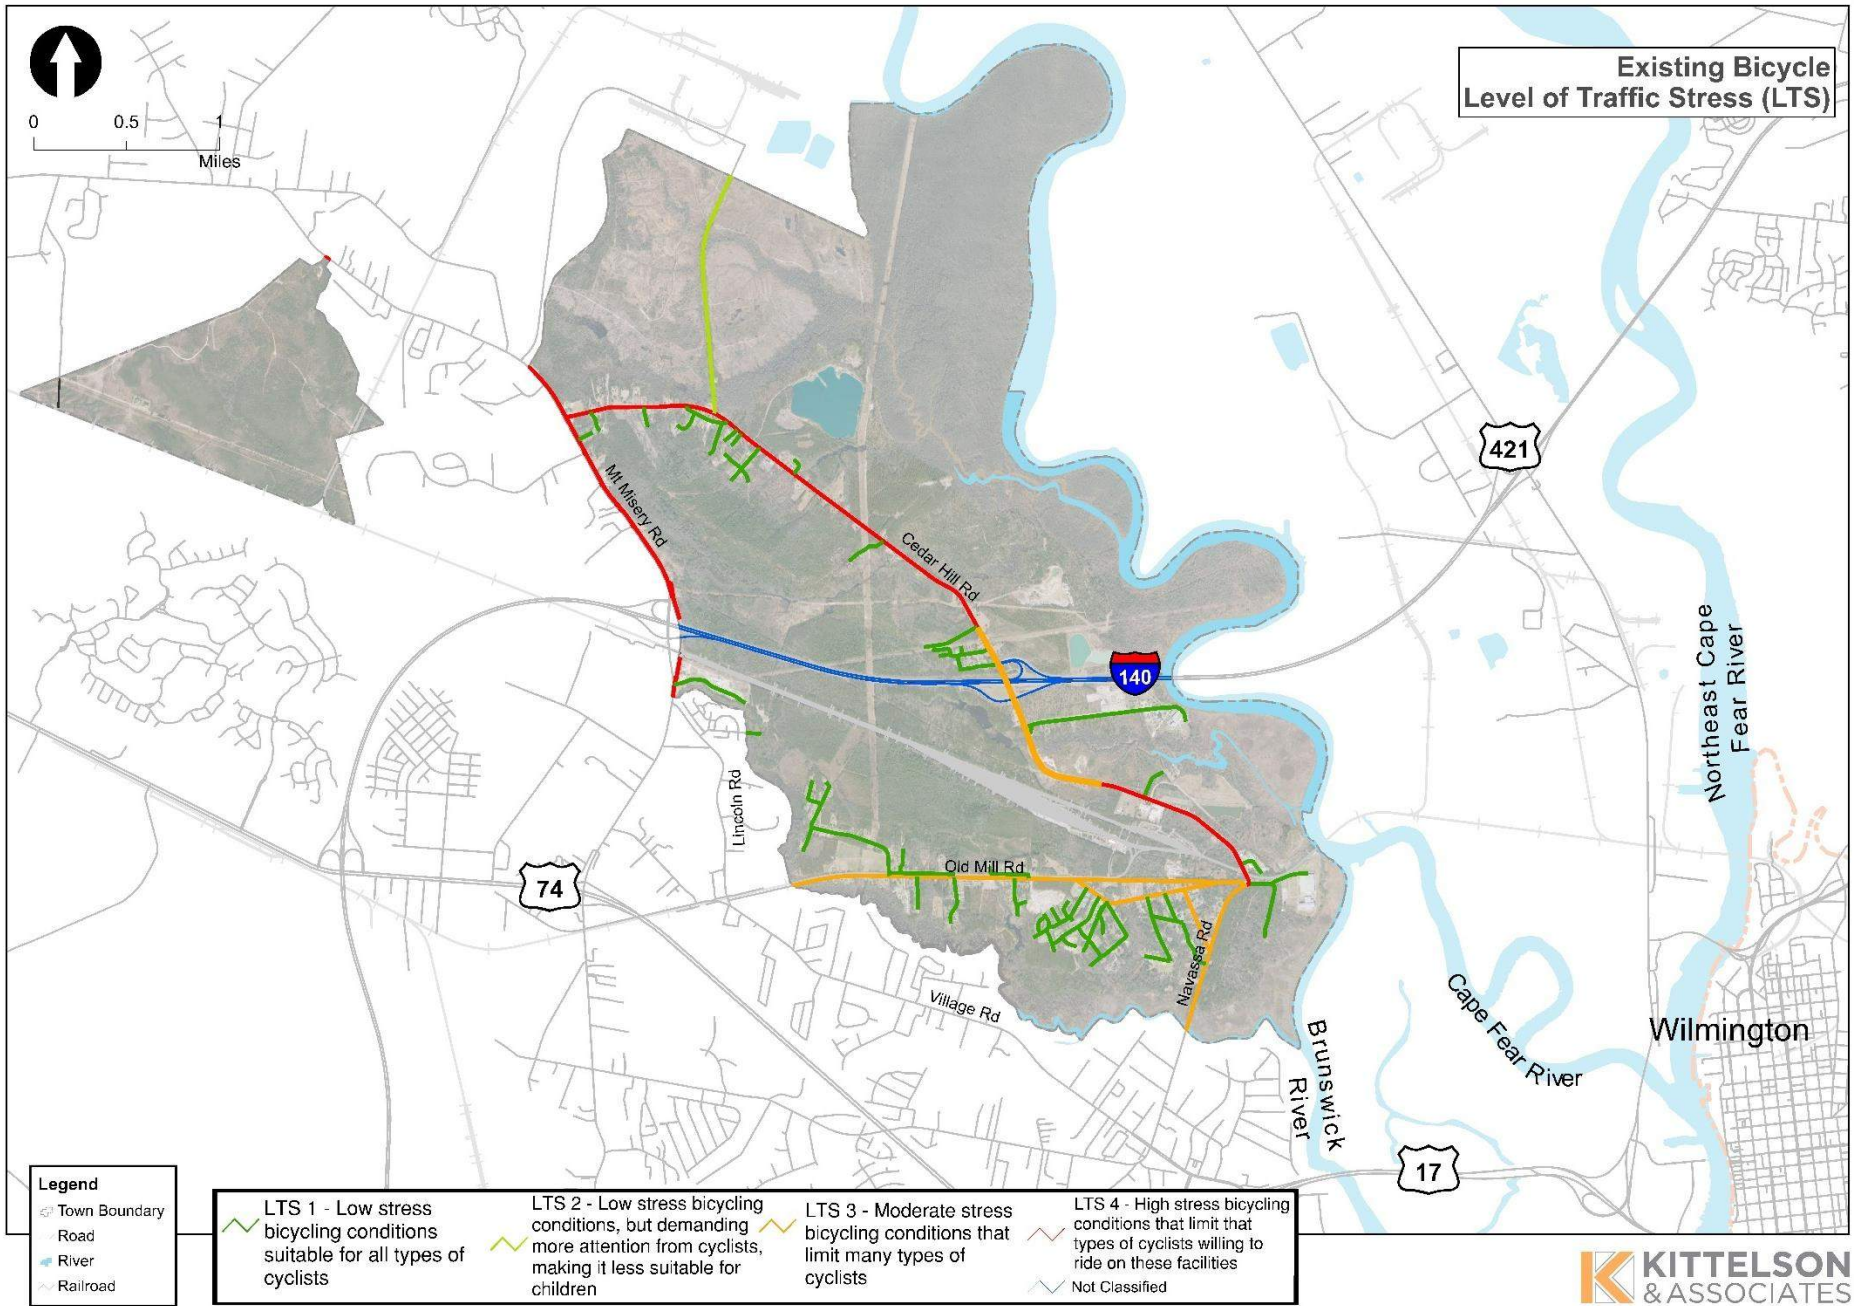 Existing Bicycle
Level of Traffic Stress (LTS)
0 0.5 1
Miles
421
Mt Misery Rd
Cedar Hill Rd
140
Northeast Cape
Fear River
Lincoln Rd
Old Mill Rd
74
Navassa Rd
Village Rd
Cape Fear River
Wilmington
Brunswick
River
17
Legend
Town Boundary
Road
River
Railroad
LTS 1 - Low stress
bicycling conditions
suitable for all types of
cyclists
LTS 2 - Low stress bicycling
conditions, but demanding
more attention from cyclists,
making it less suitable for
children
LTS 3 - Moderate stress
bicycling conditions that
limit many types of
cyclists
LTS 4 - High stress bicycling
conditions that limit that
types of cyclists willing to
ride on these facilities
Not Classified
KITTELSON
& ASSOCIATES